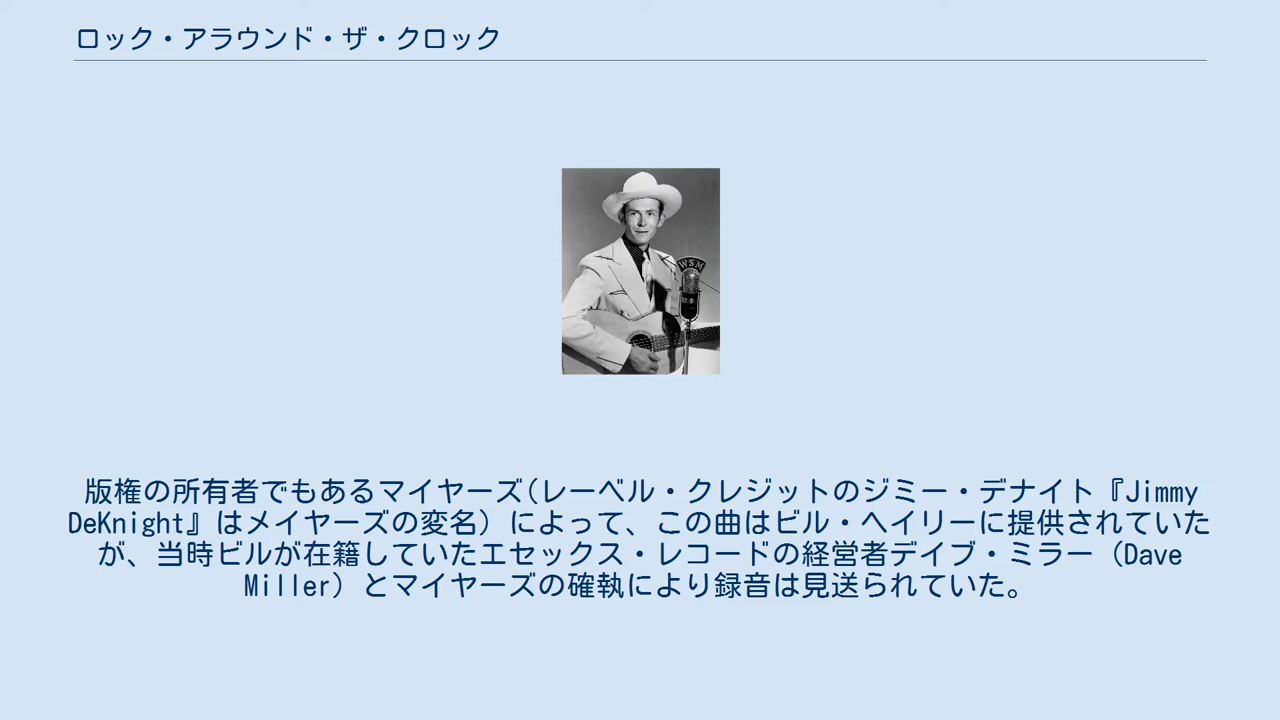 ロック・アラウンド・ザ・クロック
WSM
版権の所有者でもあるマイヤーズ(レーベル・クレジットのジミー・デナイト『Jimmy
DeKnight』はメイヤーズの変名）によって、この曲はビル・ヘイリーに提供されていた
が、当時ビルが在籍していたエセックス・レコードの経営者デイブ・ミラー（Dave
Miller）とマイヤーズの確執により録音は見送られていた。